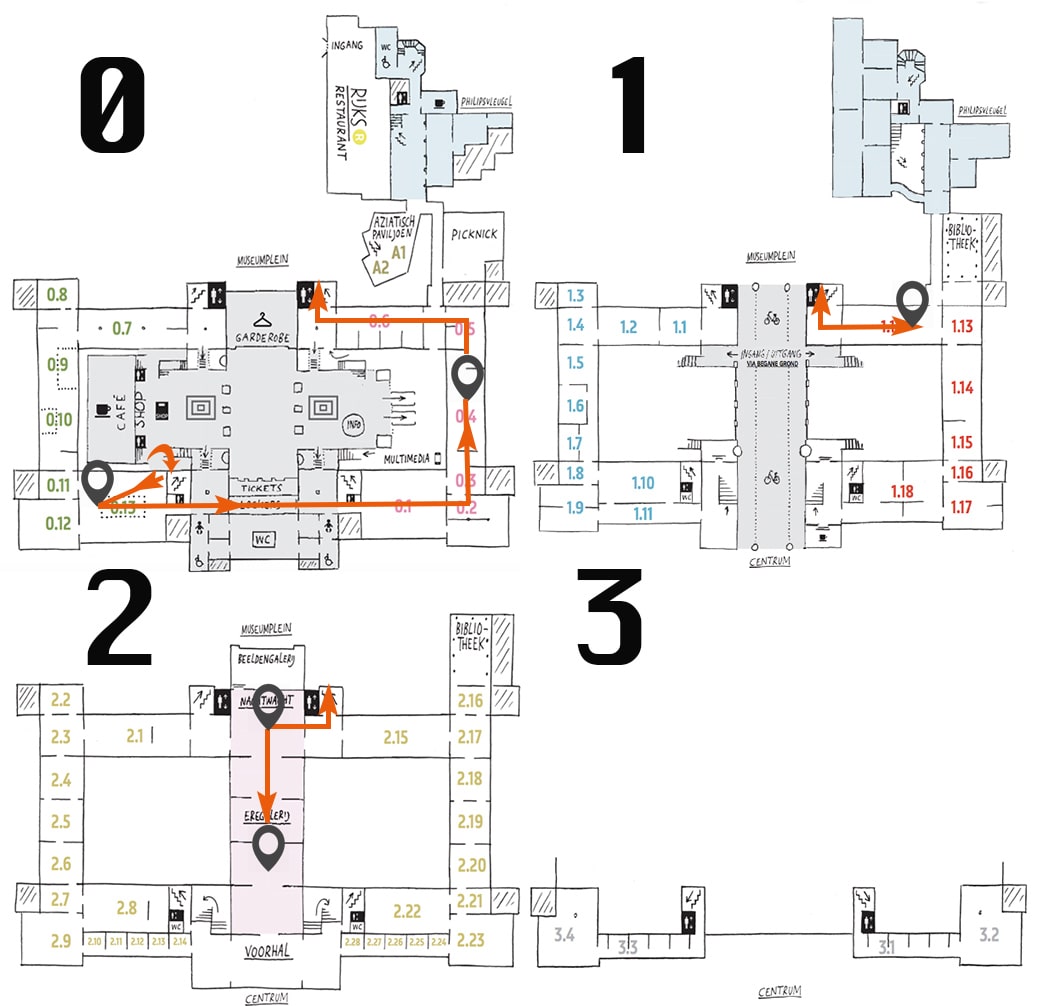 0
INGANG
WC
RIJKS R
RESTAURANT
PHILIPSVLEUGEL
AZIATISCH
PAVILJOEN
A1
A2
PICKNICK
MUSEUMPLEIN
0.8
0.7
GARDEROBE
0.6
0.5
0.9
CAFÉ
SHOP
SHOP
INFO
0.4
0.10
MULTIMEDIA
0.11
0.3
TICKETS
0.13
LOCKERS
0.1
0.2
0.12
WC
1
PHILIPSVLEUGEL
BIBLIO-
THEEK
MUSEUMPLEIN
1.3
1.4
1.2
1.1
1.13
INGANG/UITGANG
VIA BEGANE GROND
1.5
1.14
1.6
1.7
1.15
1.8
1.16
1.10
WC
WC
1.18
1.9
1.11
1.17
CENTRUM
2
MUSEUMPLEIN
BIBLIO-
THEEK
BEELDENGALERIJ
2.2
NACHTWACHT
2.16
2.3
2.1
2.15
2.17
2.4
2.18
2.5
EREGALERIJ
2.19
2.6
2.20
2.7
2.8
2.22
2.21
WC
WC
2.9
2.10
2.11
2.12
2.13
2.14
VOORHAL
2.28
2.27
2.26
2.25
2.24
2.23
CENTRUM
3
3.4
3.3
3.1
3.2
CENTRUM